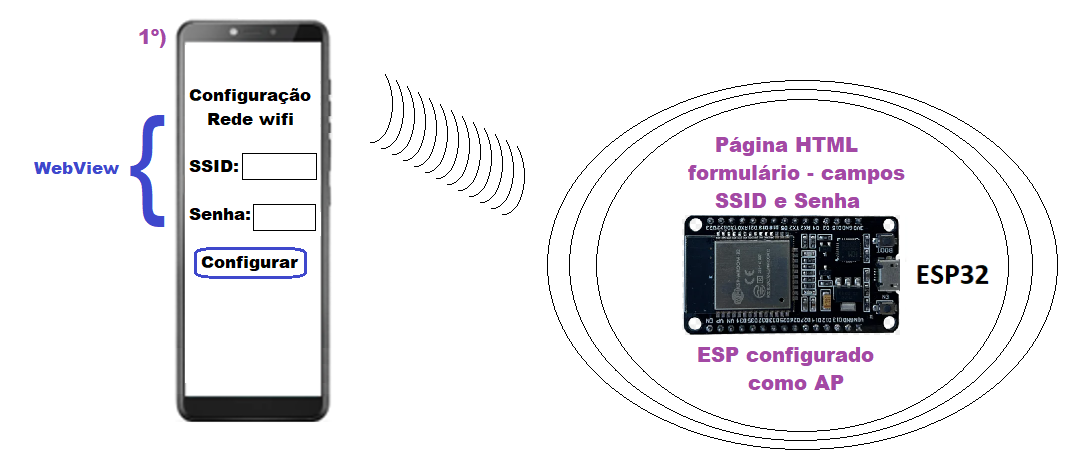 1º)
Configuração
Rede wifi
WebView
SSID:
Senha:
Configurar
Página HTML
formulário - campos
SSID e Senha
ESP32
ESP configurado
como AP